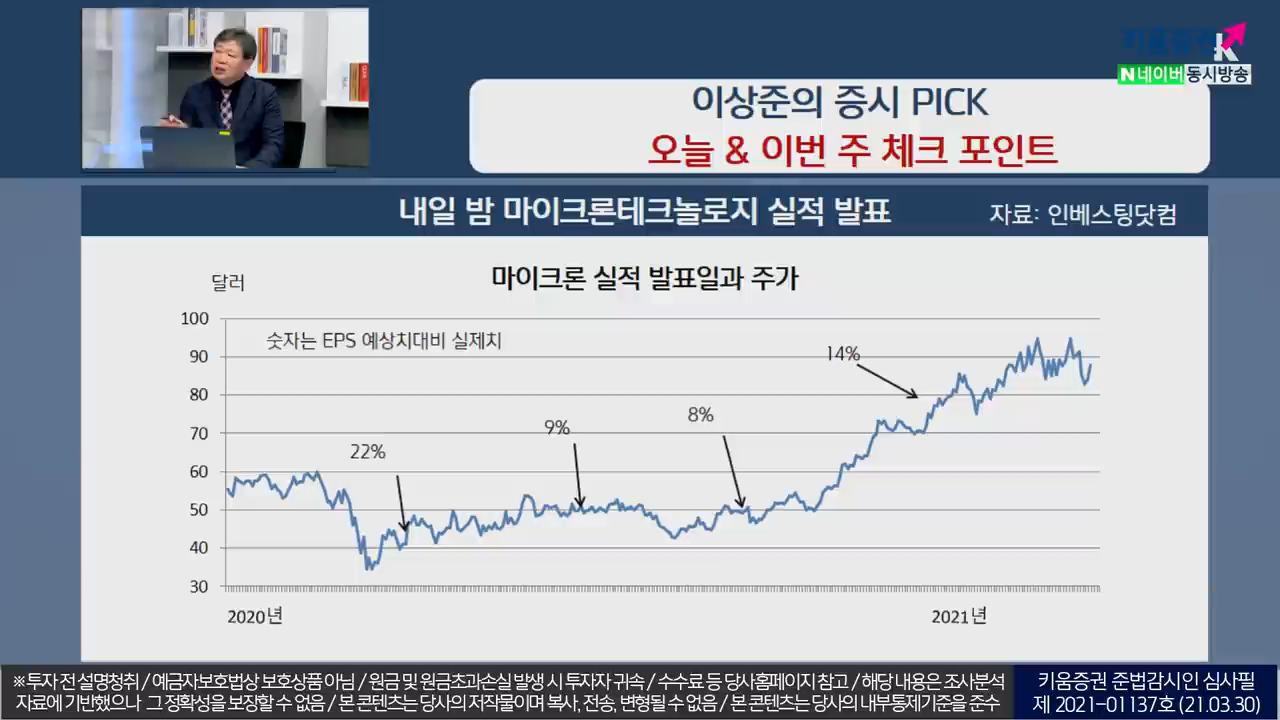 키움증권
K
N 네이버 동시방송
이상준의 증시 PICK
오늘 & 이번 주 체크 포인트
내일 밤 마이크론테크놀로지 실적 발표
자료: 인베스팅닷컴
마이크론 실적 발표일과 주가
달러
숫자는 EPS 예상치대비 실제치
100
90
80
70
60
50
40
30
22%
9%
8%
14%
2020년
2021년
※투자 전 설명청취 / 예금자보호법상 보호상품 아님 / 원금 및 원금초과손실 발생 시 투자자 귀속 / 수수료 등 당사홈페이지 참고 / 해당 내용은 조사분석
자료에 기반했으나 그 정확성을 보장할 수 없음 / 본 콘텐츠는 당사의 저작물이며 복사, 전송, 변형될 수 없음 / 본 콘텐츠는 당사의 내부통제기준을 준수
키움증권 준법감시인 심사필
제 2021-01137호 (21.03.30)